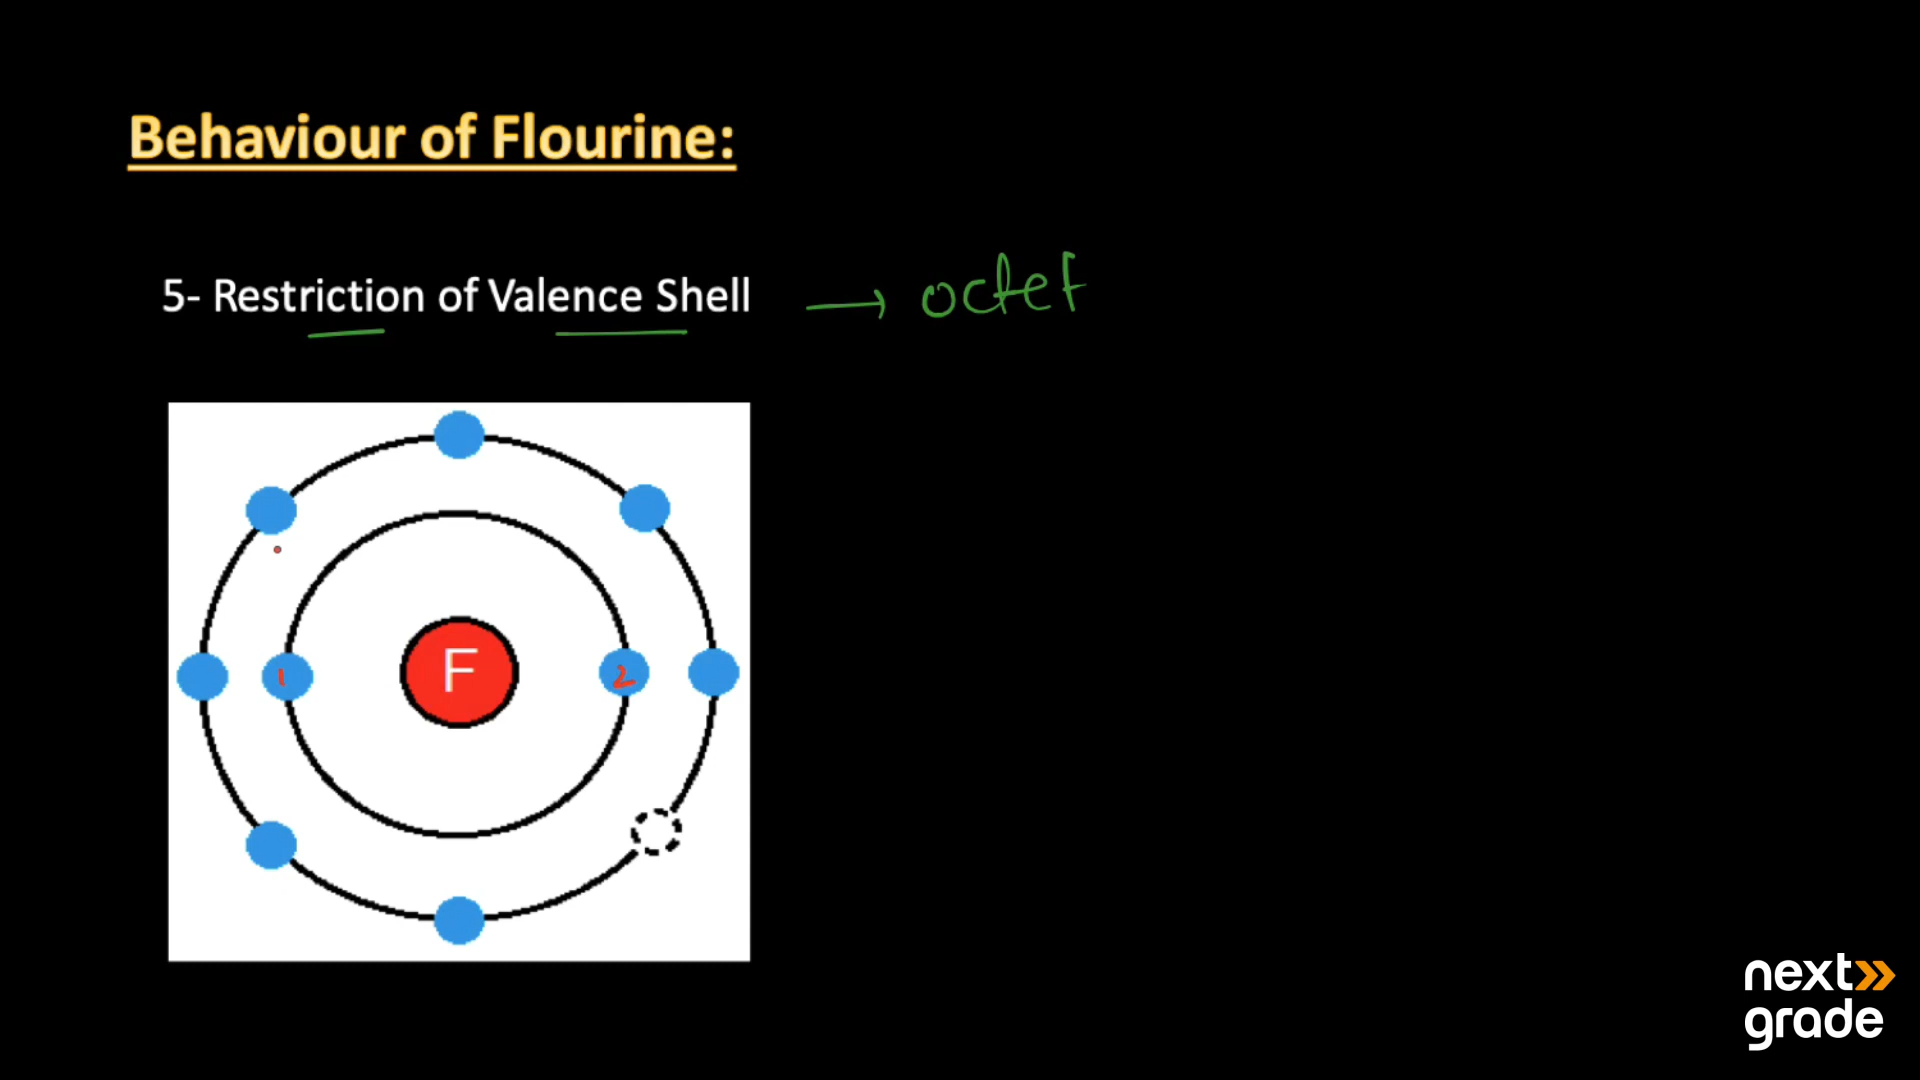 Behaviour of Flourine:
5- Restriction of Valence Shell → octet
1 F 2
next
grade